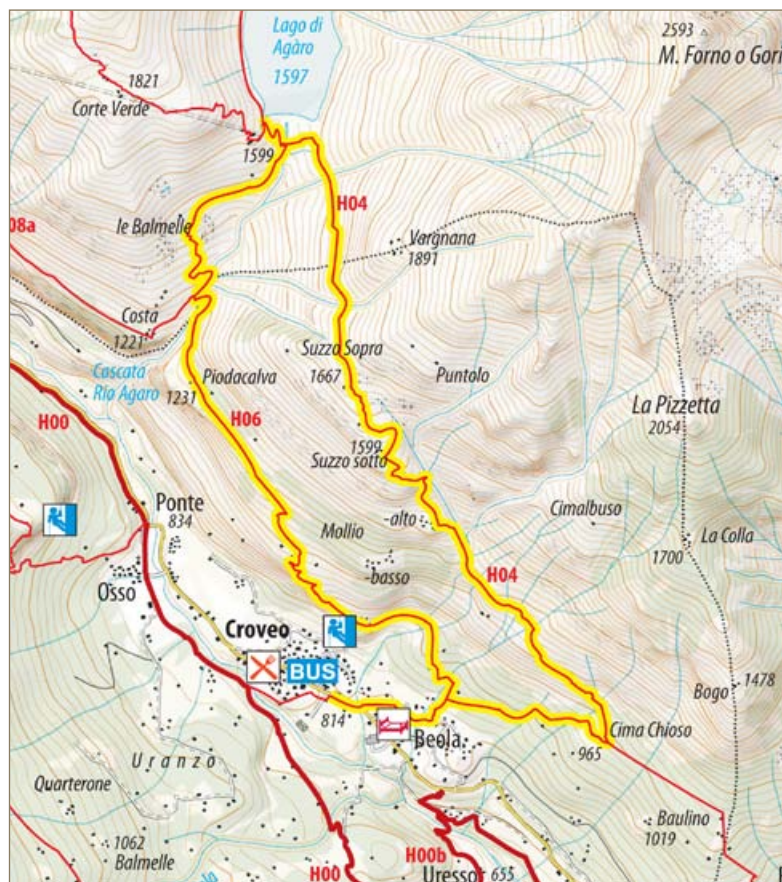 Lago di
Agàro
1597
2593
M. Forno o Gori
1821
Corte Verde
1599
H04
08a
le Balmelle
Vargnana
1891
Costa
1221
Suzzo Sopra
Cascata
Rio Agaro
1231
Piodacalva
1667
Puntolo
H00
H06
La Pizzetta
2054
1599
Suzzo sotto
Ponte
834
Mollio
-alto
Cimalbuso
La Colla
-basso
1700
H04
Osso
Croveo
BUS
1478
Bogo
814
Beola
Cima Chioso
965
Uranzo
Quarterone
Baulino
1019
1062
Balmelle
H00
H00b
Uresso
655